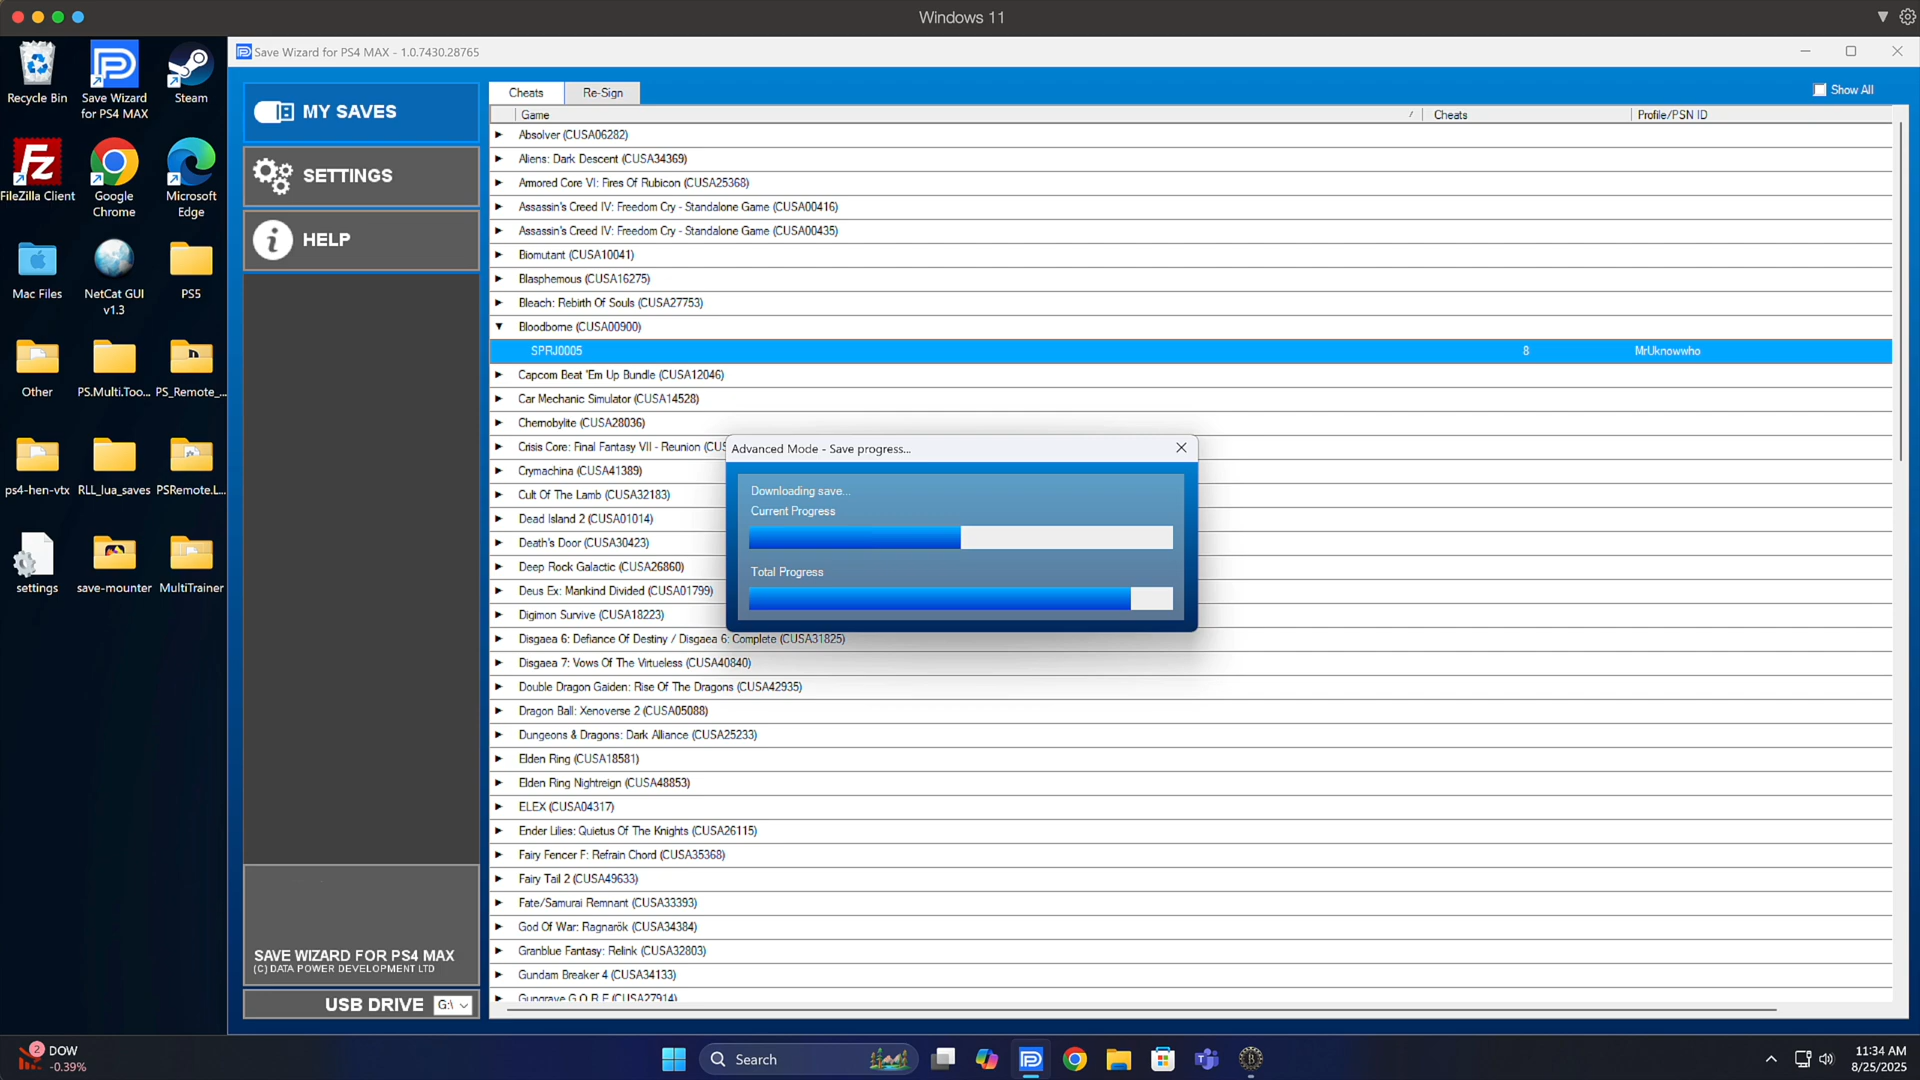 Windows 11
Recycle Bin
Save Wizard
for PS4 MAX
Steam
FileZilla Client
Google
Chrome
Microsoft
Edge
Mac Files
NetCat GUI
v1.3
PS5
Other
PS.Multi.Too...
PS_Remote_...
ps4-hen-vtx
RLL_lua_saves
PSRemote.L...
settings
save-mounter
MultiTrainer
Save Wizard for PS4 MAX - 1.0.7430.28765
MY SAVES
SETTINGS
HELP
SAVE WIZARD FOR PS4 MAX
(C) DATA POWER DEVELOPMENT LTD
USB DRIVE G:\
Cheats Re-Sign Show All
Game Cheats Profile/PSN ID
Absolver (CUSA06282)
Aliens: Dark Descent (CUSA34369)
Armored Core VI: Fires Of Rubicon (CUSA25368)
Assassin's Creed IV: Freedom Cry - Standalone Game (CUSA00416)
Assassin's Creed IV: Freedom Cry - Standalone Game (CUSA00435)
Biomutant (CUSA10041)
Blasphemous (CUSA16275)
Bleach: Rebirth Of Souls (CUSA27753)
Bloodborne (CUSA00900)
SPRJ0005 8 MrUknowwho
Capcom Beat 'Em Up Bundle (CUSA12046)
Car Mechanic Simulator (CUSA14528)
Chernobylite (CUSA28036)
Crisis Core: Final Fantasy VII - Reunion (CUS
Crymachina (CUSA41389)
Cult Of The Lamb (CUSA32183)
Dead Island 2 (CUSA01014)
Death's Door (CUSA30423)
Deep Rock Galactic (CUSA26860)
Deus Ex: Mankind Divided (CUSA01799)
Digimon Survive (CUSA18223)
Disgaea 6: Defiance Of Destiny / Disgaea 6: Complete (CUSA31825)
Disgaea 7: Vows Of The Virtueless (CUSA40840)
Double Dragon Gaiden: Rise Of The Dragons (CUSA42935)
Dragon Ball: Xenoverse 2 (CUSA05088)
Dungeons & Dragons: Dark Alliance (CUSA25233)
Elden Ring (CUSA18581)
Elden Ring Nightreign (CUSA48853)
ELEX (CUSA04317)
Ender Lilies: Quietus Of The Knights (CUSA26115)
Fairy Fencer F: Refrain Chord (CUSA35368)
Fairy Tail 2 (CUSA49633)
Fate/Samurai Remnant (CUSA33393)
God Of War: Ragnarök (CUSA34384)
Granblue Fantasy: Relink (CUSA32803)
Gundam Breaker 4 (CUSA34133)
Gungrave G.O.R.E (CUSA27914)
Advanced Mode - Save progress...
Downloading save...
Current Progress
Total Progress
2
DOW
-0.39%
Search
11:34 AM
8/25/2025